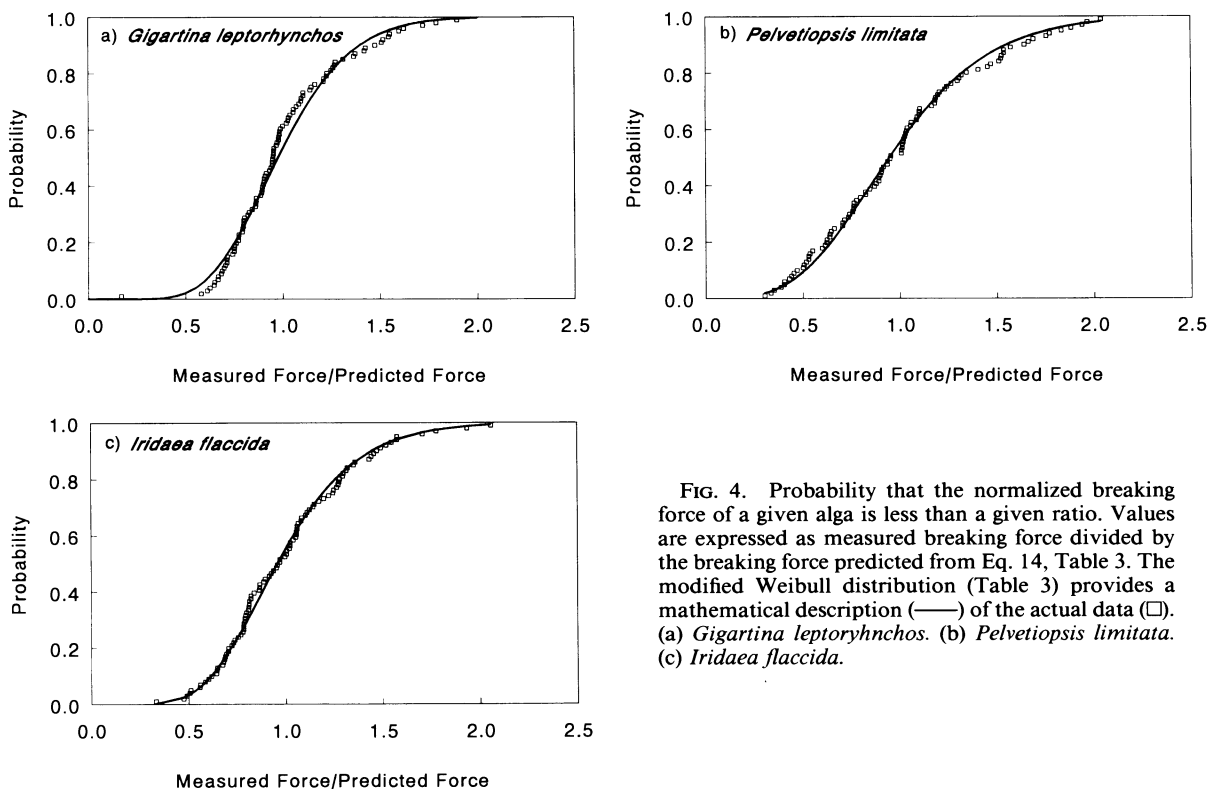 a) Gigartina leptorhynchos
1.0
0.8
0.6
0.4
0.2
0.0
Probability
0.0 0.5 1.0 1.5 2.0 2.5
Measured Force/Predicted Force
b) Pelvetiopsis limitata
1.0
0.8
0.6
0.4
0.2
0.0
Probability
0.0 0.5 1.0 1.5 2.0 2.5
Measured Force/Predicted Force
c) Iridaea flaccida
1.0
0.8
0.6
0.4
0.2
0.0
Probability
0.0 0.5 1.0 1.5 2.0 2.5
Measured Force/Predicted Force
FIG. 4. Probability that the normalized breaking
force of a given alga is less than a given ratio. Values
are expressed as measured breaking force divided by
the breaking force predicted from Eq. 14, Table 3. The
modified Weibull distribution (Table 3) provides a
mathematical description (——) of the actual data (□).
(a) Gigartina leptoryhnchos. (b) Pelvetiopsis limitata.
(c) Iridaea flaccida.